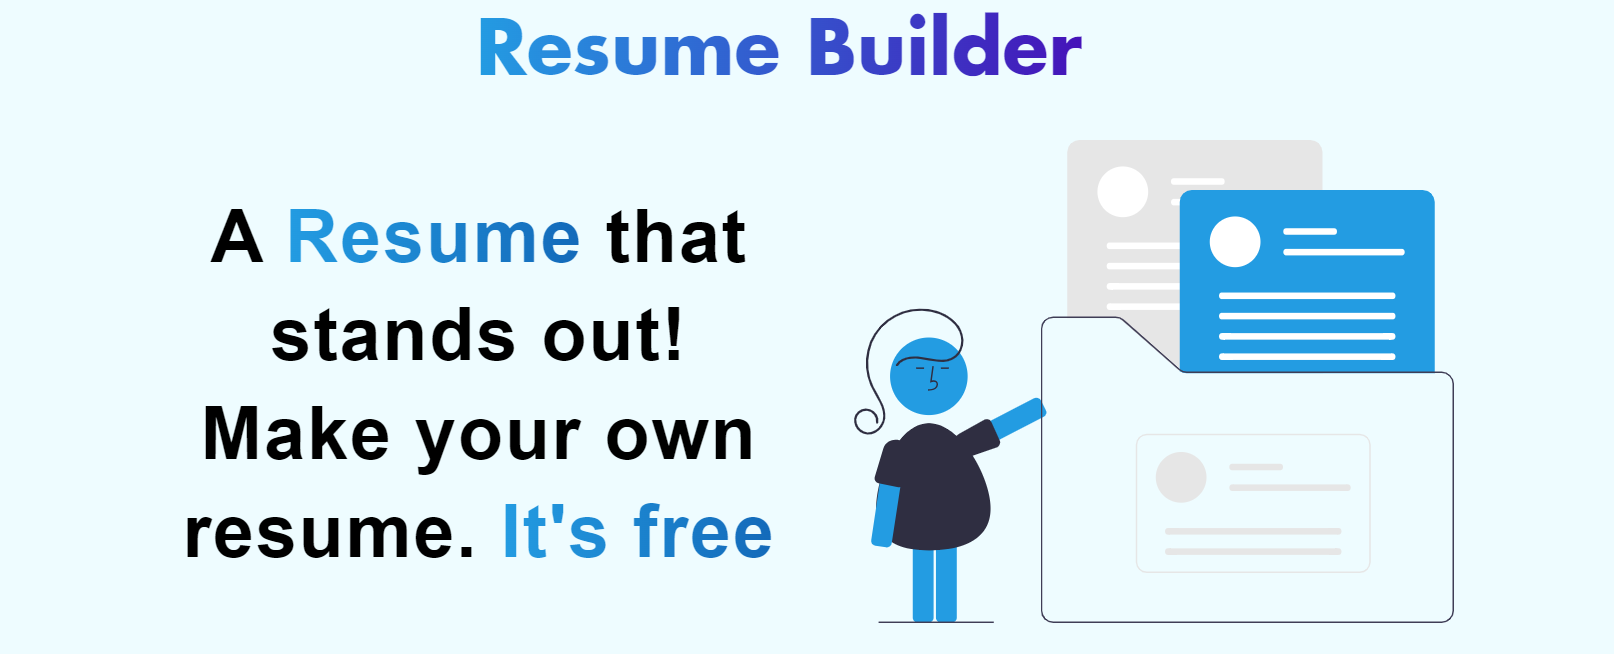 Resume Builder
A Resume that
stands out!
Make your own
resume. It's free